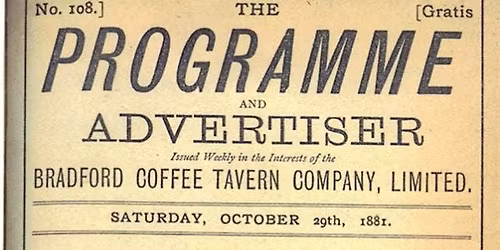 No. 108.] THE [Gratis
PROGRAMME
AND
ADVERTISER
Issued Weekly in the Interests of the
BRADFORD COFFEE TAVERN COMPANY, LIMITED.
SATURDAY, OCTOBER 29th, 1881.